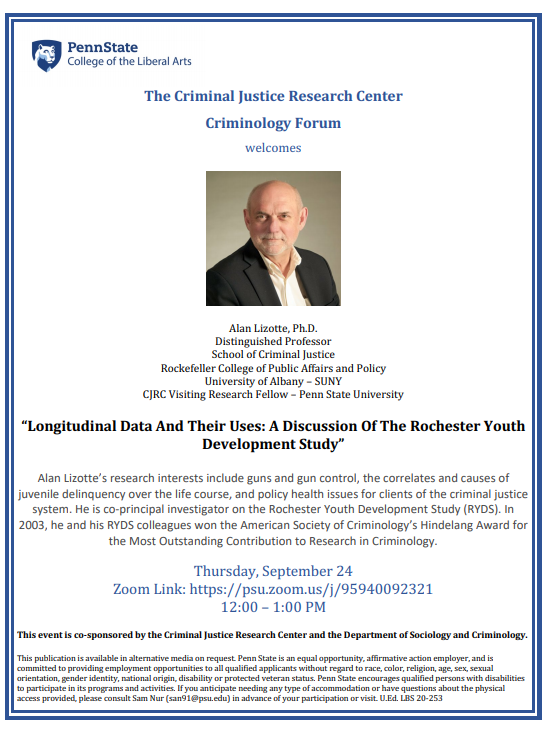 PennState
College of the Liberal Arts
The Criminal Justice Research Center
Criminology Forum
welcomes
Alan Lizotte, Ph.D.
Distinguished Professor
School of Criminal Justice
Rockefeller College of Public Affairs and Policy
University of Albany – SUNY
CJRC Visiting Research Fellow – Penn State University
“Longitudinal Data And Their Uses: A Discussion Of The Rochester Youth
Development Study”
Alan Lizotte’s research interests include guns and gun control, the correlates and causes of
juvenile delinquency over the life course, and policy health issues for clients of the criminal justice
system. He is co-principal investigator on the Rochester Youth Development Study (RYDS). In
2003, he and his RYDS colleagues won the American Society of Criminology’s Hindelang Award for
the Most Outstanding Contribution to Research in Criminology.
Thursday, September 24
Zoom Link: https://psu.zoom.us/j/95940092321
12:00 – 1:00 PM
This event is co-sponsored by the Criminal Justice Research Center and the Department of Sociology and Criminology.
This publication is available in alternative media on request. Penn State is an equal opportunity, affirmative action employer, and is
committed to providing employment opportunities to all qualified applicants without regard to race, color, religion, age, sex, sexual
orientation, gender identity, national origin, disability or protected veteran status. Penn State encourages qualified persons with disabilities
to participate in its programs and activities. If you anticipate needing any type of accommodation or have questions about the physical
access provided, please consult Sam Nur (san91@psu.edu) in advance of your participation or visit. U.Ed. LBS 20-253